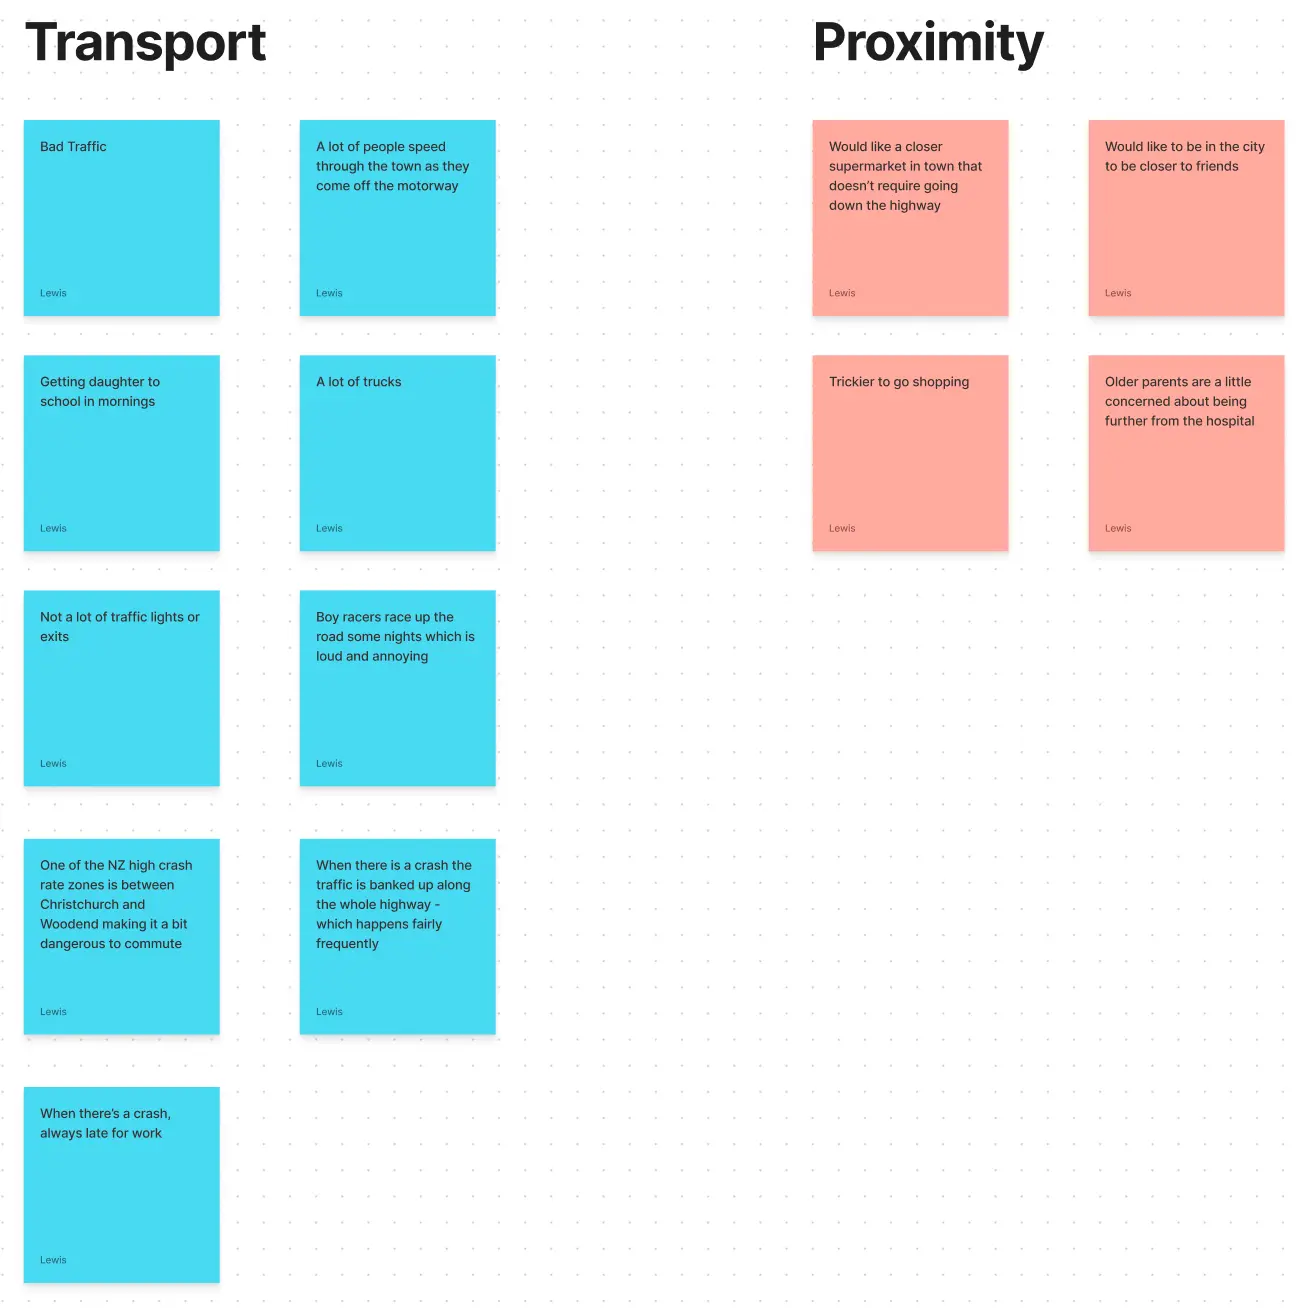 Transport
Bad Traffic
Lewis
A lot of people speed
through the town as they
come off the motorway
Lewis
Getting daughter to
school in mornings
Lewis
A lot of trucks
Lewis
Not a lot of traffic lights or
exits
Lewis
Boy racers race up the
road some nights which is
loud and annoying
Lewis
One of the NZ high crash
rate zones is between
Christchurch and
Woodend making it a bit
dangerous to commute
Lewis
When there is a crash the
traffic is banked up along
the whole highway -
which happens fairly
frequently
Lewis
When there’s a crash,
always late for work
Lewis
Proximity
Would like a closer
supermarket in town that
doesn’t require going
down the highway
Lewis
Would like to be in the city
to be closer to friends
Lewis
Trickier to go shopping
Lewis
Older parents are a little
concerned about being
further from the hospital
Lewis